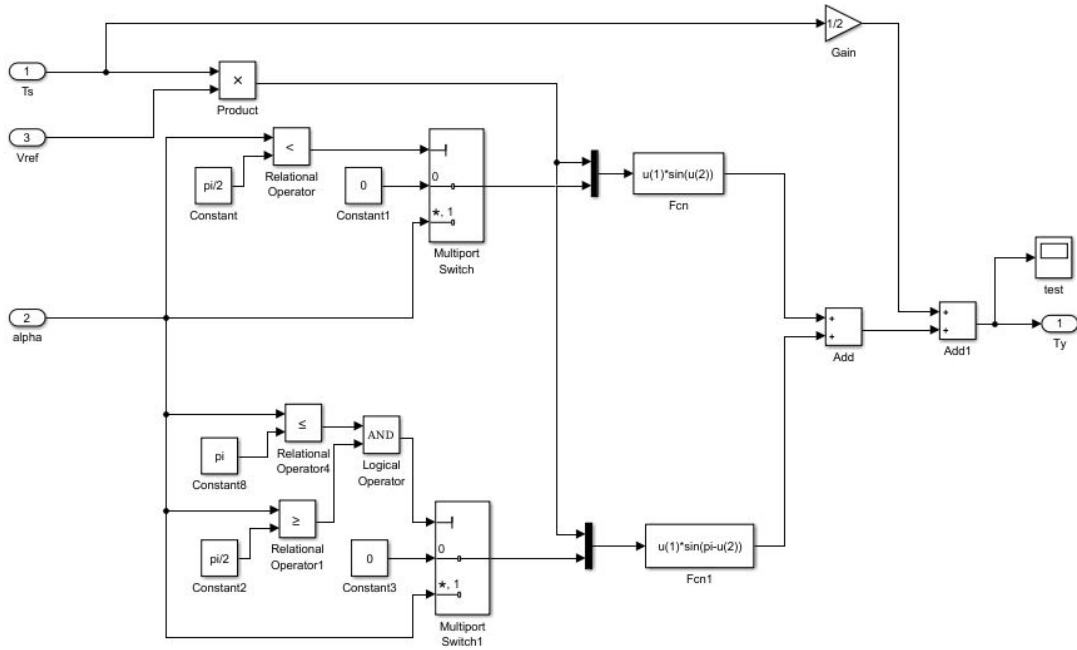 1/2
Gain
1
Ts
×
Product
3
Vref
<
Relational
Operator
pi/2
Constant
0
Constant1
0
*, 1
Multiport
Switch
u(1)*sin(u(2))
Fcn
test
2
alpha
+
+
Add
+
+
Add1
1
Ty
≤
Relational
Operator4
pi
Constant8
AND
Logical
Operator
≥
Relational
Operator1
pi/2
Constant2
0
Constant3
0
*, 1
Multiport
Switch1
u(1)*sin(pi-u(2))
Fcn1